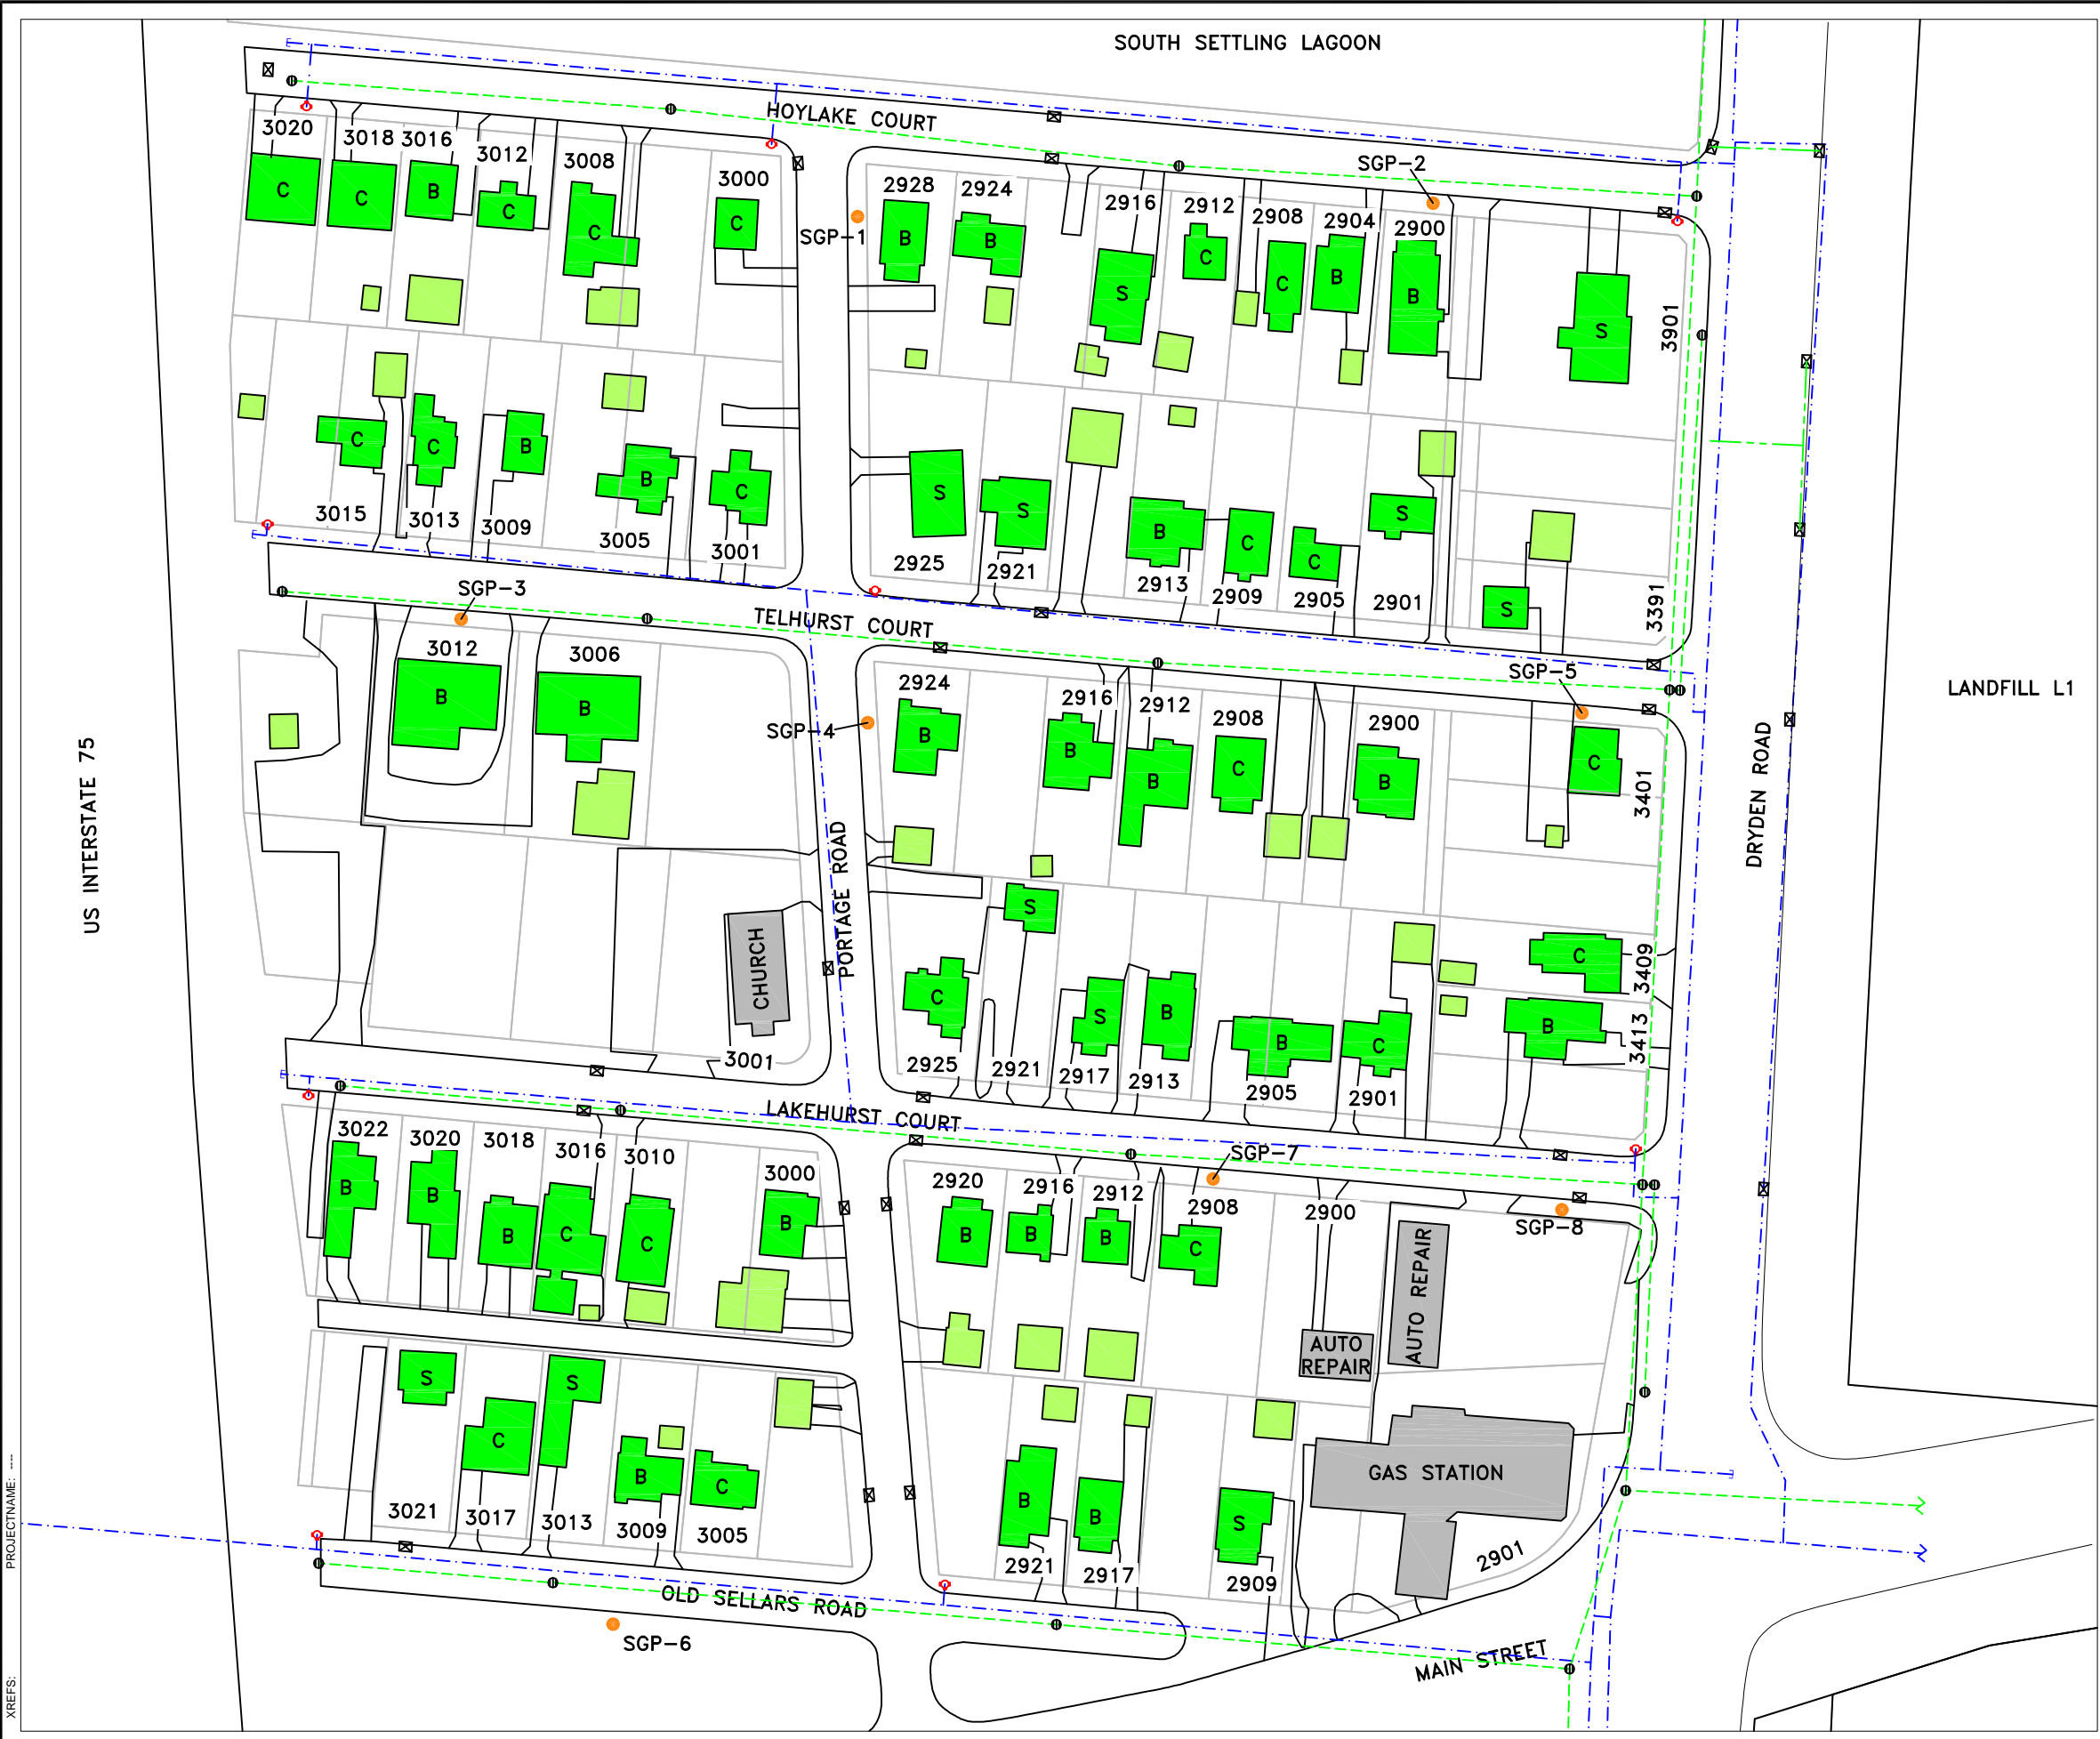 SOUTH SETTLING LAGOON
HOYLAKE COURT
3020
3018
3016
3012
3008
3000
C
C
B
C
C
C
SGP-1
SGP-2
2928
2924
2916
2912
2908
2904
2900
B
B
S
C
C
B
B
S
3901
C
C
B
B
C
3015
3013
3009
3005
3001
S
S
B
C
C
S
S
2925
2921
2913
2909
2905
2901
3391
SGP-3
TELHURST COURT
SGP-5
LANDFILL L1
3012
3006
B
B
SGP-4
2924
2916
2912
2908
2900
B
B
B
C
B
C
3401
US INTERSTATE 75
DRYDEN ROAD
PORTAGE ROAD
CHURCH
3001
S
C
S
B
B
C
C
B
3409
3413
2925
2921
2917
2913
2905
2901
LAKEHURST COURT
SGP-7
3022
3020
3018
3016
3010
3000
B
B
B
C
C
B
2920
2916
2912
2908
2900
B
B
B
C
SGP-8
AUTO REPAIR
AUTO
REPAIR
S
C
S
B
C
3021
3017
3013
3009
3005
B
B
S
GAS STATION
2921
2917
2909
2901
OLD SELLARS ROAD
SGP-6
MAIN STREET
PROJECTNAME: ----
XREFS: